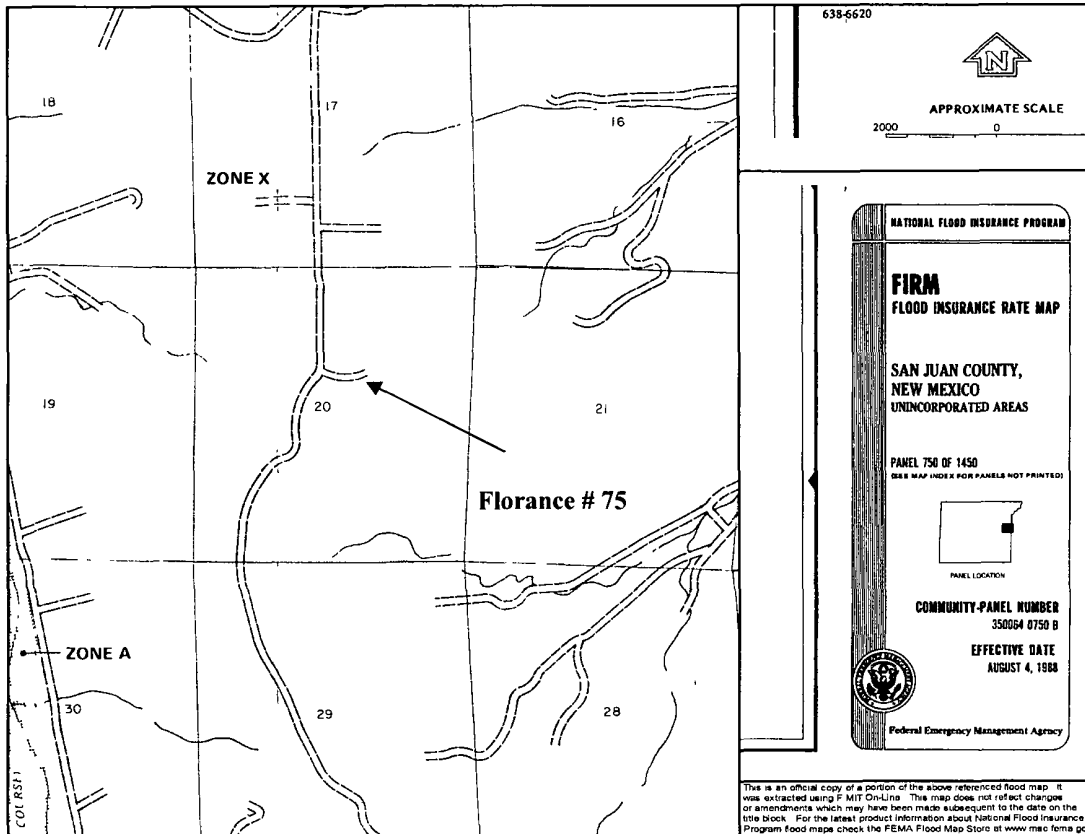 638-6620
N
APPROXIMATE SCALE
2000 0
18
17
16
ZONE X
19
20
21
Florance # 75
ZONE A
30
29
28
NATIONAL FLOOD INSURANCE PROGRAM
FIRM
FLOOD INSURANCE RATE MAP
SAN JUAN COUNTY,
NEW MEXICO
UNINCORPORATED AREAS
PANEL 750 OF 1450
(SEE MAP INDEX FOR PANELS NOT PRINTED)
PANEL LOCATION
COMMUNITY-PANEL NUMBER
350064 0750 B
EFFECTIVE DATE
AUGUST 4, 1988
Federal Emergency Management Agency
This is an official copy of a portion of the above referenced flood map It
was extracted using F MIT On-Line This map does not reflect changes
or amendments which may have been made subsequent to the date on the
title block For the latest product information about National Flood Insurance
Program flood maps check the FEMA Flood Map Store at www msc fema go